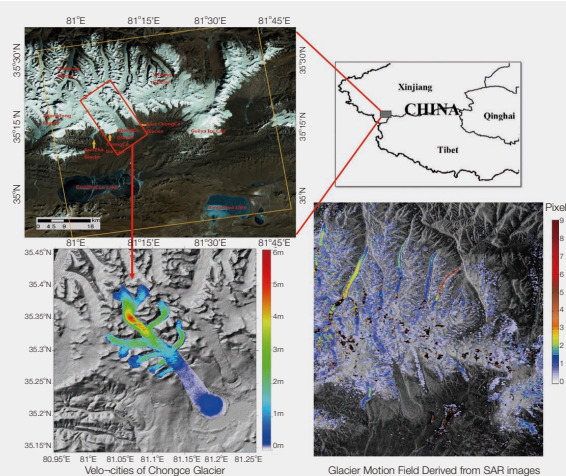 81°E 81°15'E 81°30'E 81°45'E
35°30'N
35°15'N
35°N
35°30'N
35°15'N
35°N
km
0 4.5 9 18
81°E 81°15'E 81°30'E 81°45'E
Xinjiang
CHINA
Qinghai
Tibet
35.45°N
35.4°N
35.35°N
35.3°N
35.25°N
35.2°N
35.15°N
80.95°E 81°E 81.05°E 81.1°E 81.15°E 81.2°E 81.25°E
6m
5m
4m
3m
2m
1m
0m
Velo¬cities of Chongce Glacier
Pixel
9
8
7
6
5
4
3
2
1
0
Glacier Motion Field Derived from SAR images